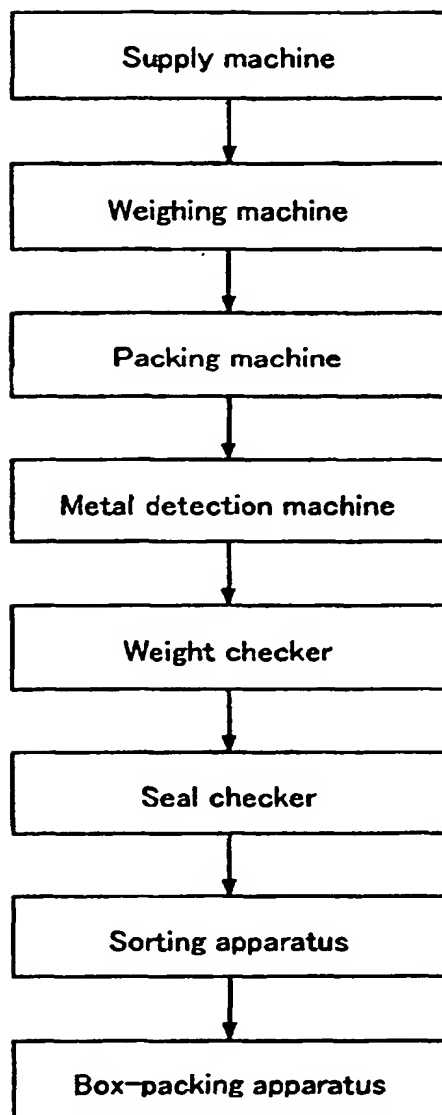 Supply machine
Weighing machine
Packing machine
Metal detection machine
Weight checker
Seal checker
Sorting apparatus
Box-packing apparatus